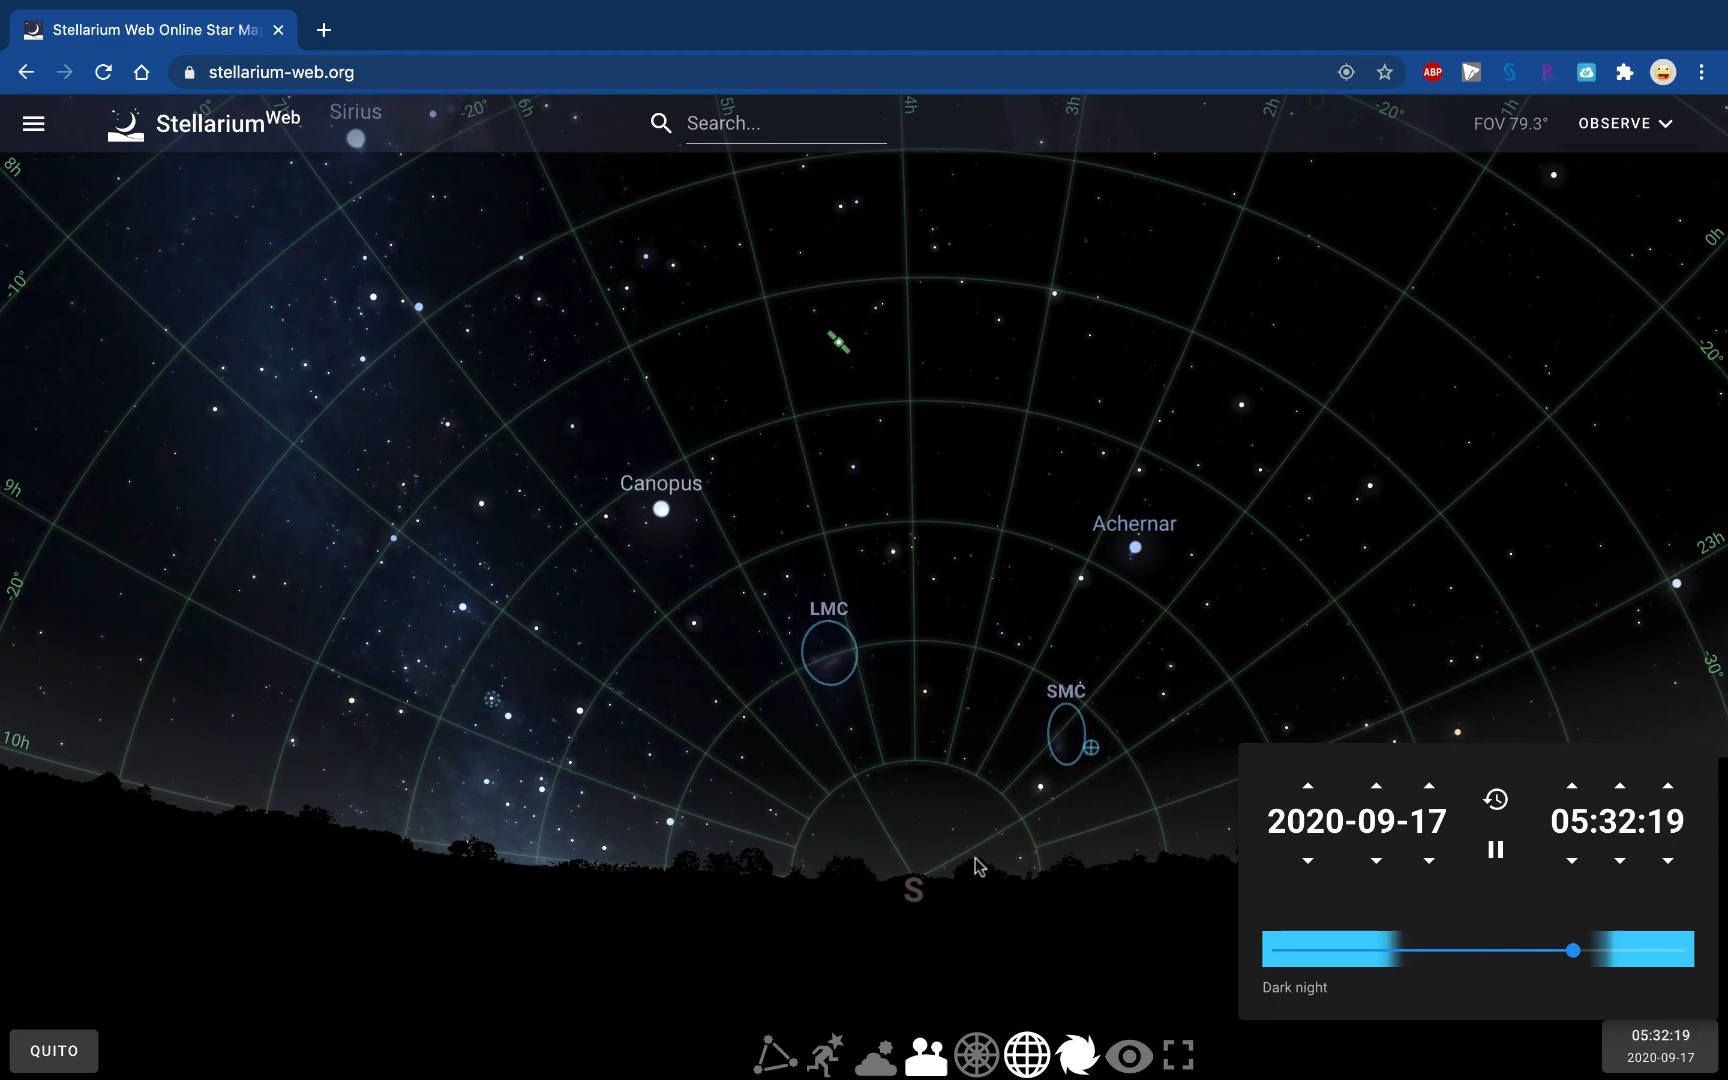 Stellarium Web Online Star Ma
stellarium-web.org
ABP
StellariumWeb
Search...
FOV 79.3°
OBSERVE
Sirius
-20°
6h
5h
4h
3h
2h
-20°
1h
8h
0h
-10°
-20°
Canopus
9h
Achernar
23h
-20°
LMC
-30°
SMC
10h
2020-09-17
05:32:19
S
Dark night
QUITO
05:32:19
2020-09-17